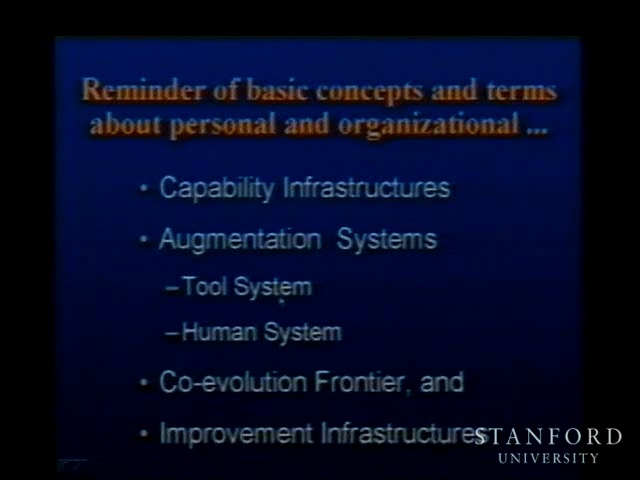 Reminder of basic concepts and terms
about personal and organizational ...
• Capability Infrastructures
• Augmentation Systems
–Tool System
–Human System
• Co-evolution Frontier, and
• Improvement Infrastructures
STANFORD
UNIVERSITY